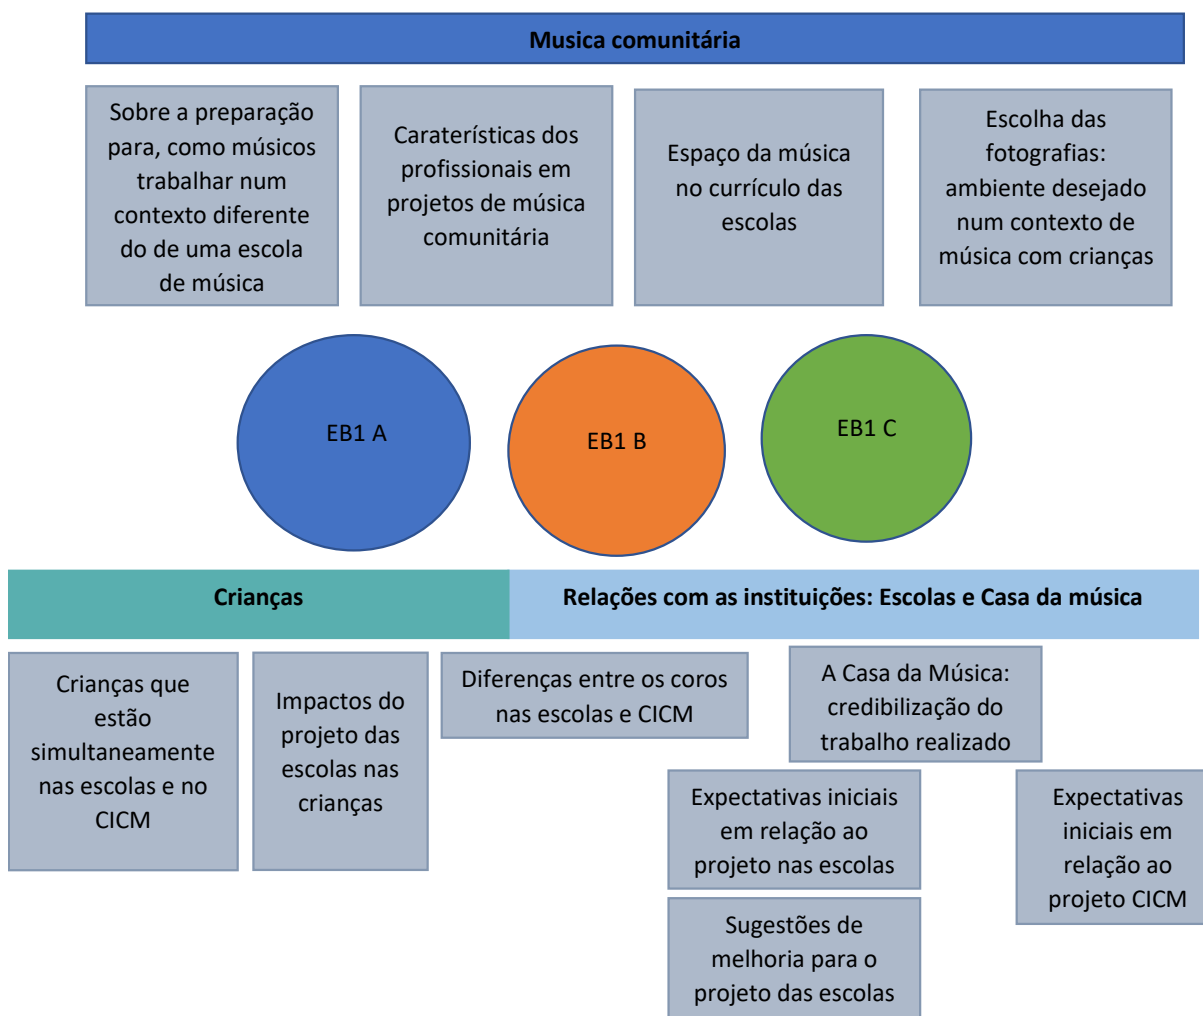 Musica comunitária
Sobre a preparação
para, como músicos
trabalhar num
contexto diferente
do de uma escola
de música
Caraterísticas dos
profissionais em
projetos de música
comunitária
Espaço da música
no currículo das
escolas
Escolha das
fotografias:
ambiente desejado
num contexto de
música com crianças
EB1 A
EB1 B
EB1 C
Crianças
Relações com as instituições: Escolas e Casa da música
Crianças que
estão
simultaneamente
nas escolas e no
CICM
Impactos do
projeto das
escolas nas
crianças
Diferenças entre os coros
nas escolas e CICM
A Casa da Música:
credibilização do
trabalho realizado
Expectativas iniciais
em relação ao
projeto nas escolas
Expectativas
iniciais em
relação ao
projeto CICM
Sugestões de
melhoria para o
projeto das escolas